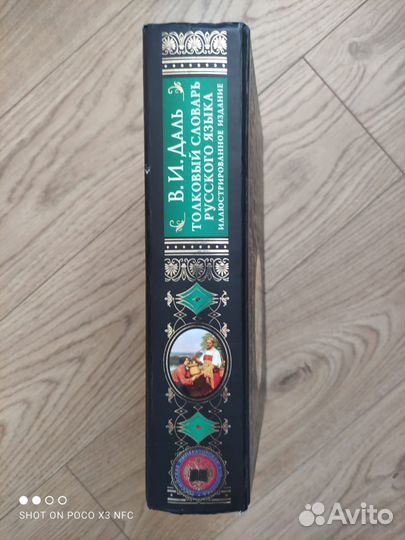 В. И. ДАЛЬ
ТОЛКОВЫЙ СЛОВАРЬ
РУССКОГО ЯЗЫКА
ИЛЛЮСТРИРОВАННОЕ ИЗДАНИЕ
SHOT ON POCO X3 NFC
Avito